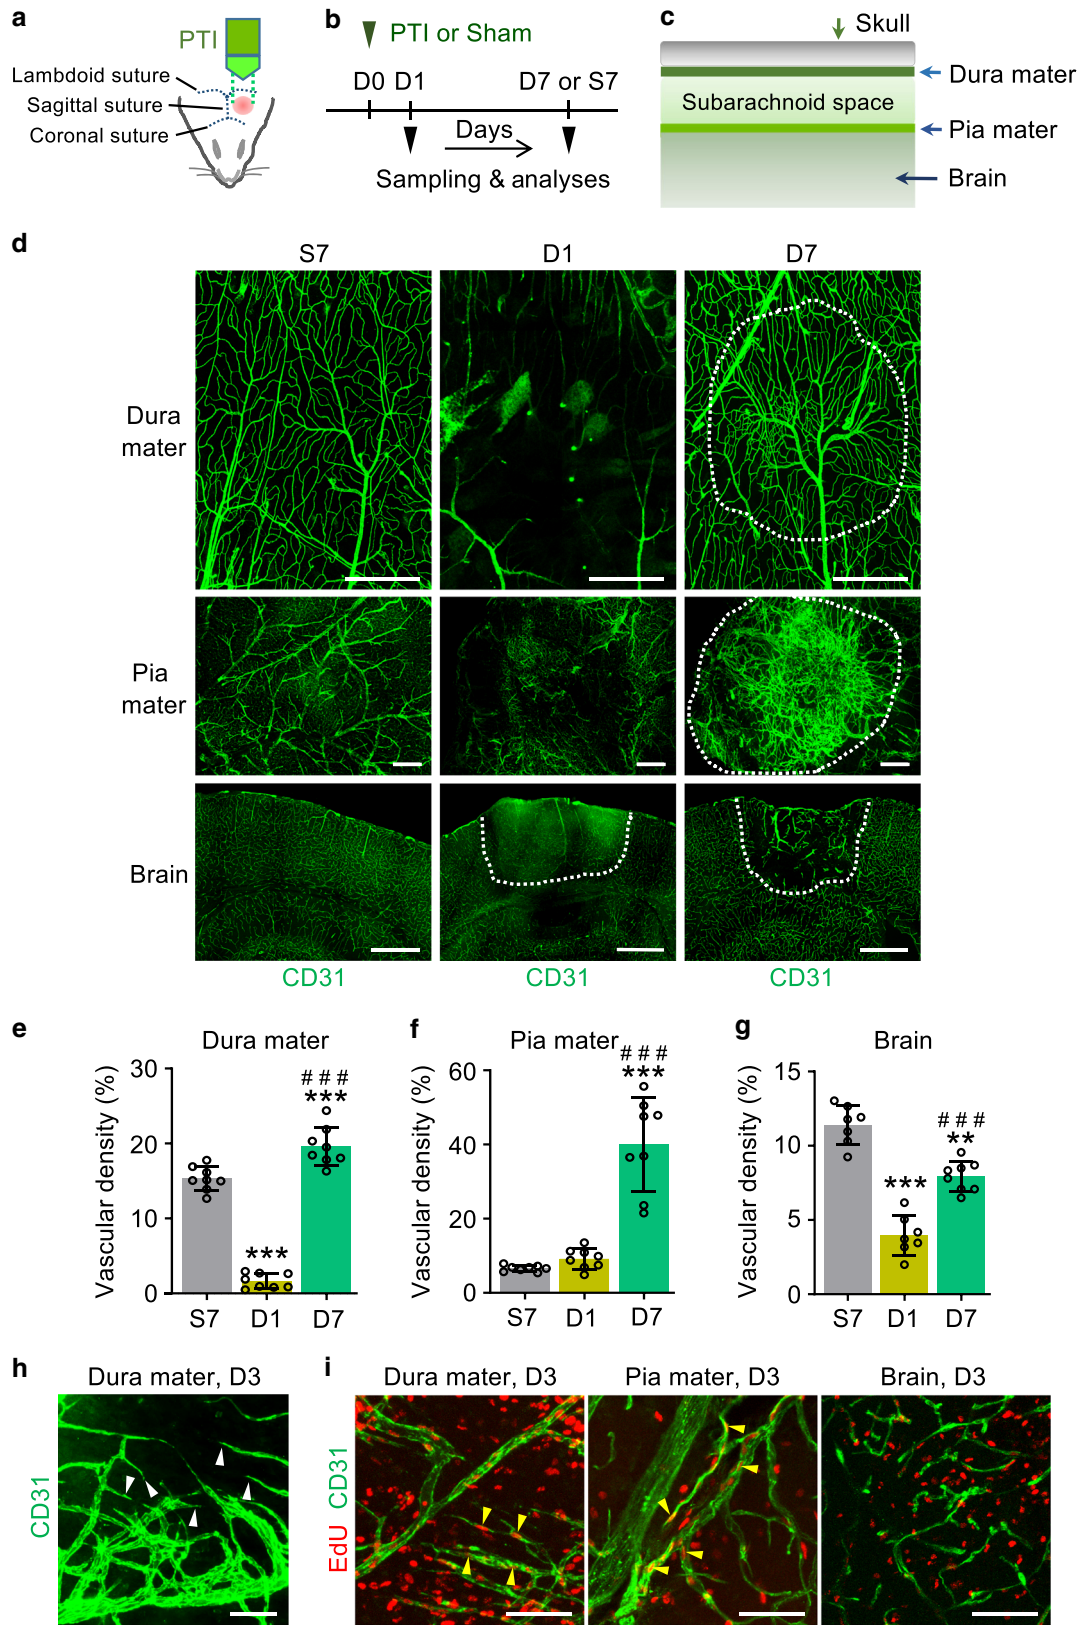 a
PTI
Lambdoid suture
Sagittal suture
Coronal suture
b
PTI or Sham
D0 D1 D7 or S7
Days
Sampling & analyses
c
Skull
Dura mater
Subarachnoid space
Pia mater
Brain
d
S7 D1 D7
Dura
mater
Pia
mater
Brain
CD31 CD31 CD31
e
Dura mater
Vascular density (%)
30
20
10
0
***
# # #
***
S7 D1 D7
f
Pia mater
Vascular density (%)
60
40
20
0
# # #
***
S7 D1 D7
g
Brain
Vascular density (%)
15
10
5
0
***
# # #
**
S7 D1 D7
h
Dura mater, D3
CD31
i
Dura mater, D3 Pia mater, D3 Brain, D3
EdU CD31